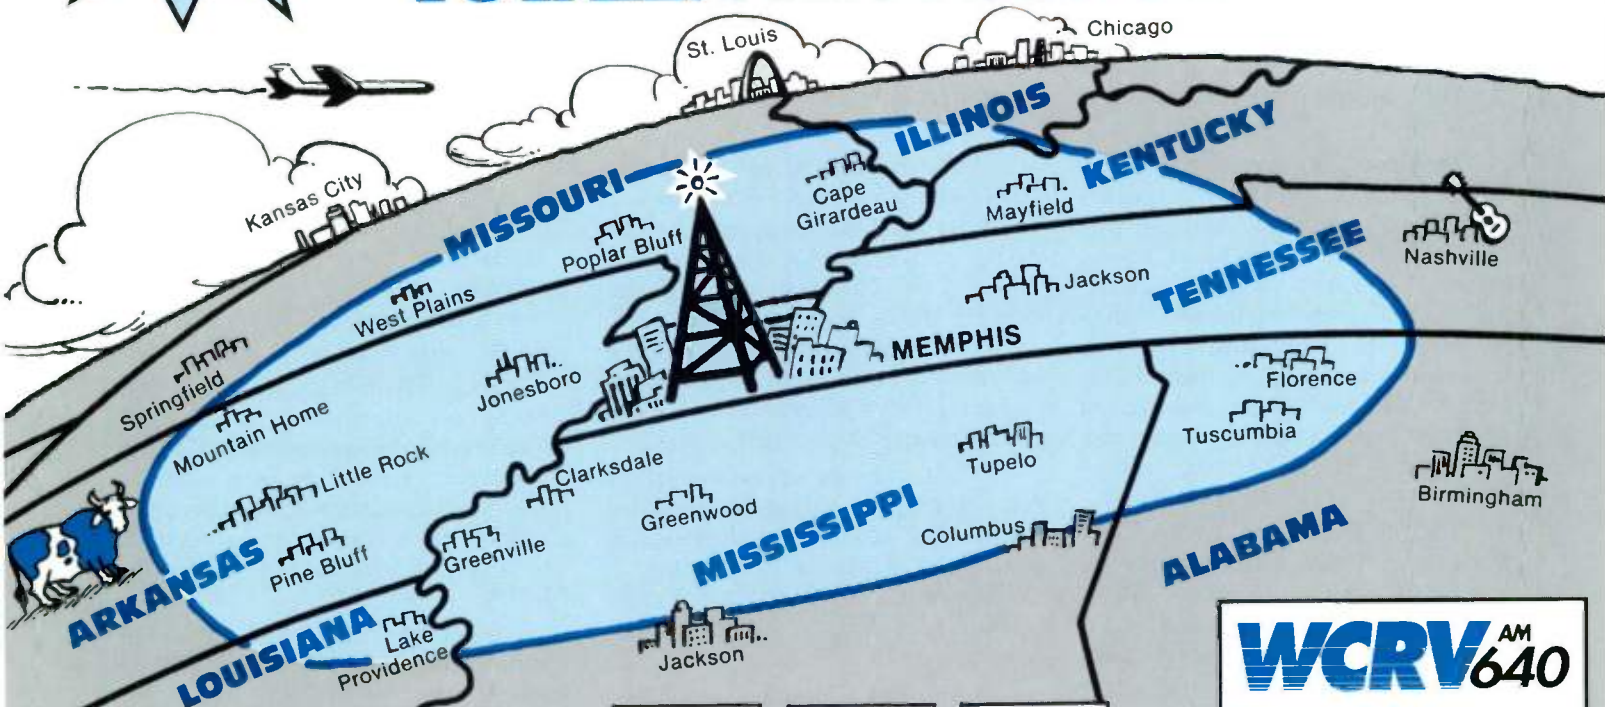 Chicago
St. Louis
ILLINOIS
KENTUCKY
Kansas City
MISSOURI
Cape
Girardeau
Mayfield
Poplar Bluff
TENNESSEE
Nashville
West Plains
Jackson
MEMPHIS
Springfield
Jonesboro
Florence
Mountain Home
Tuscumbia
Little Rock
Clarksdale
Tupelo
Birmingham
Greenwood
Columbus
MISSISSIPPI
ALABAMA
Greenville
Pine Bluff
ARKANSAS
LOUISIANA
Lake
Providence
Jackson
WCRV AM
640